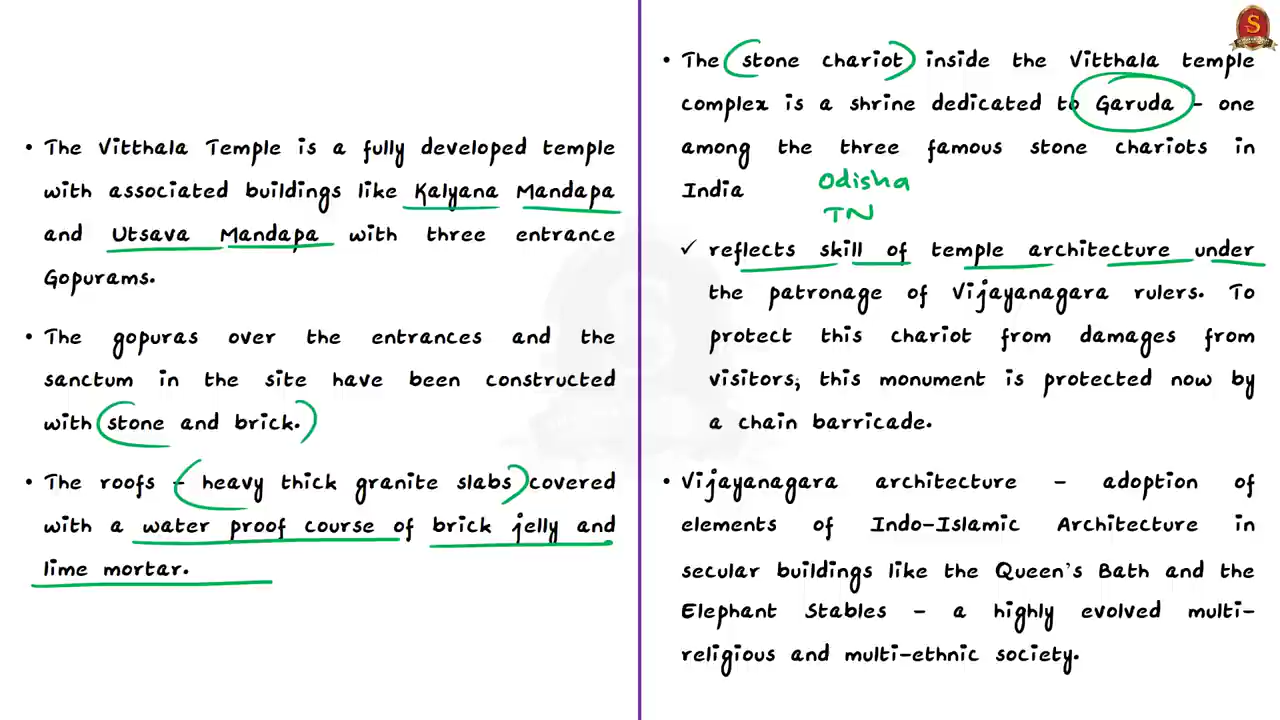 • The Vitthala Temple is a fully developed temple
with associated buildings like Kalyana Mandapa
and Utsava Mandapa with three entrance
Gopurams.
• The gopuras over the entrances and the
sanctum in the site have been constructed
with stone and brick.
• The roofs - heavy thick granite slabs covered
with a water proof course of brick jelly and
lime mortar.
S
• The stone chariot inside the Vitthala temple
complex is a shrine dedicated to Garuda - one
among the three famous stone chariots in
India
Odisha
TN
✓ reflects skill of temple architecture under
the patronage of Vijayanagara rulers. To
protect this chariot from damages from
visitors, this monument is protected now by
a chain barricade.
• Vijayanagara architecture - adoption of
elements of Indo-Islamic Architecture in
secular buildings like the Queen's Bath and the
Elephant Stables - a highly evolved multi-
religious and multi-ethnic society.